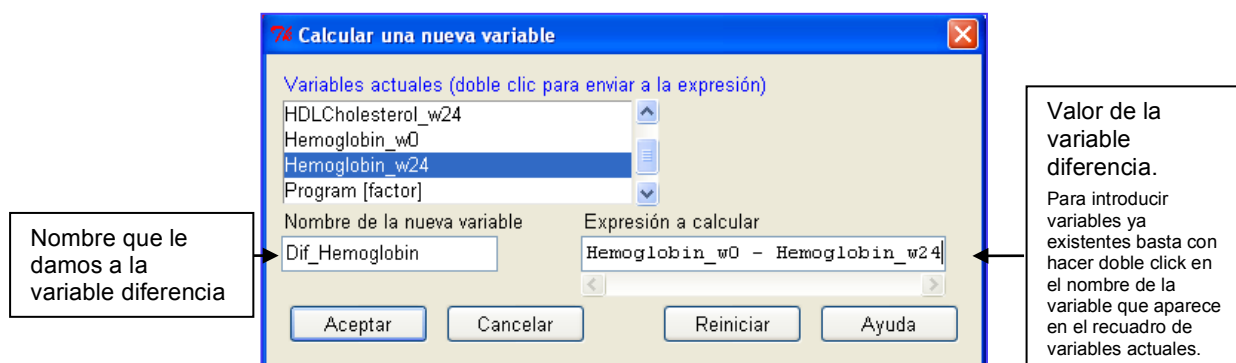 Calcular una nueva variable
Variables actuales (doble clic para enviar a la expresión)
HDLCholesterol_w24
Hemoglobin_w0
Hemoglobin_w24
Program [factor]
Nombre de la nueva variable
Expresión a calcular
Dif_Hemoglobin
Hemoglobin_w0 - Hemoglobin_w24
Aceptar
Cancelar
Reiniciar
Ayuda
Nombre que le
damos a la
variable diferencia
Valor de la
variable
diferencia.
Para introducir
variables ya
existentes basta con
hacer doble click en
el nombre de la
variable que aparece
en el recuadro de
variables actuales.